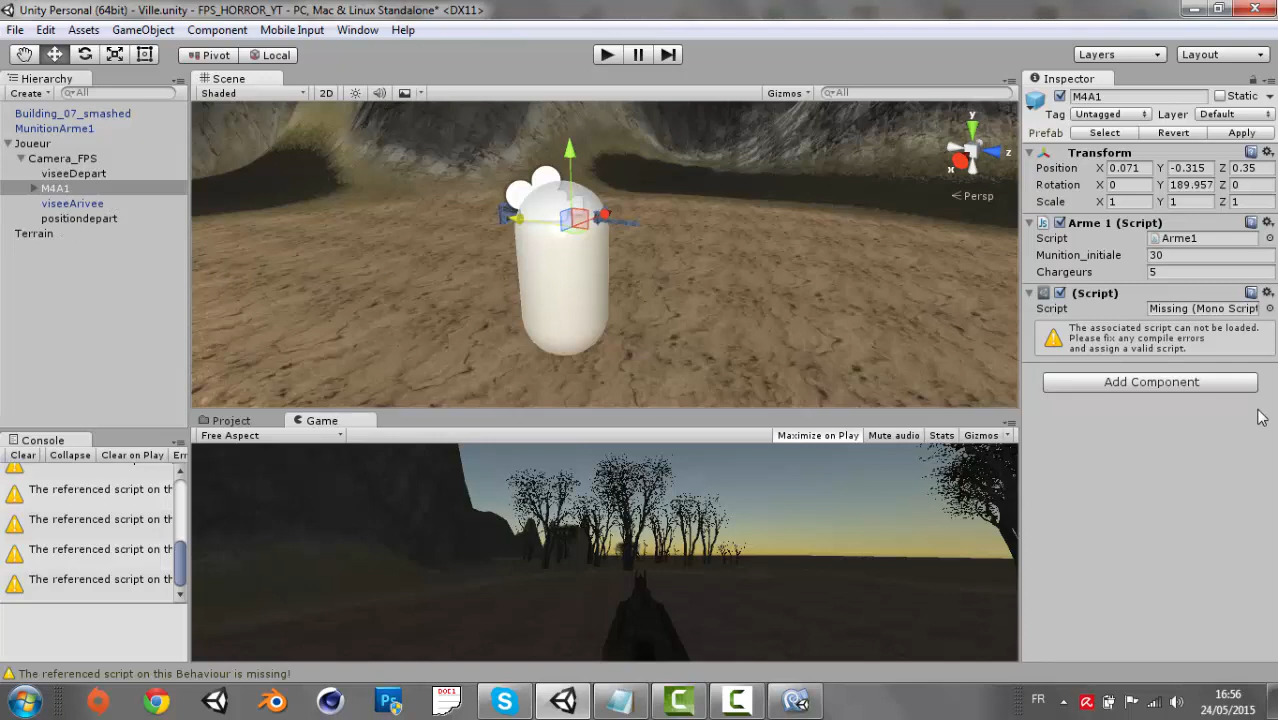 Unity Personal (64bit) - Ville.unity - FPS_HORROR_YT - PC, Mac & Linux Standalone* <DX11>
File Edit Assets GameObject Component Mobile Input Window Help
Pivot Local Layers Layout
Hierarchy
Create All
Building_07_smashed
MunitionArme1
Joueur
Camera_FPS
viseeDepart
M4A1
viseeArivee
positiondepart
Terrain
Scene
Shaded 2D Gizmos All
y
z
x
Persp
Project Game
Free Aspect Maximize on Play Mute audio Stats Gizmos
Console
Clear Collapse Clear on Play Err
The referenced script on th
The referenced script on th
The referenced script on th
The referenced script on th
The referenced script on this Behaviour is missing!
Inspector
M4A1 Static
Tag Untagged Layer Default
Prefab Select Revert Apply
Transform
Position X 0.071 Y -0.315 Z 0.35
Rotation X 0 Y 189.957 Z 0
Scale X 1 Y 1 Z 1
Arme 1 (Script)
Script Arme1
Munition_initiale 30
Chargeurs 5
(Script)
Script Missing (Mono Script
The associated script can not be loaded.
Please fix any compile errors
and assign a valid script.
Add Component
DOC1
FR
16:56
24/05/2015